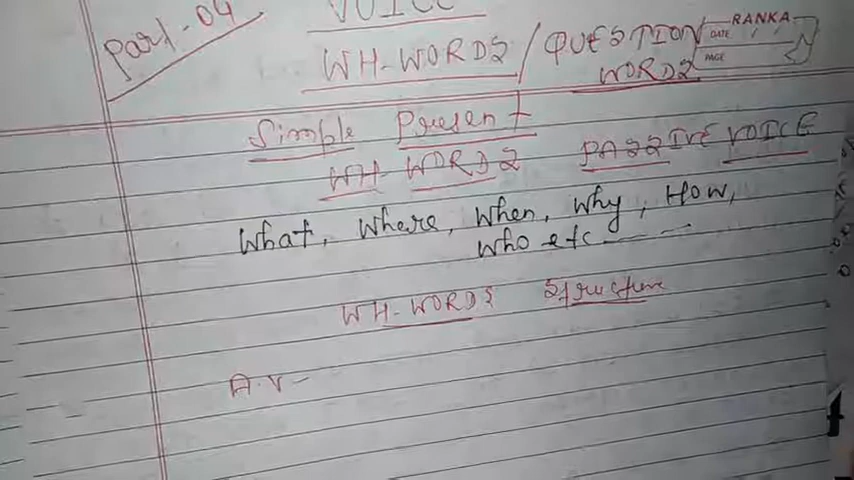 VOICE
Part-04
WH-WORDS / QUESTION
WORDS
RANKA
DATE / /
PAGE
Simple Present
WH-WORDS PASSIVE VOICE
What, Where, When, Why, How,
Who etc -----
WH-WORDS Structure
A.V-